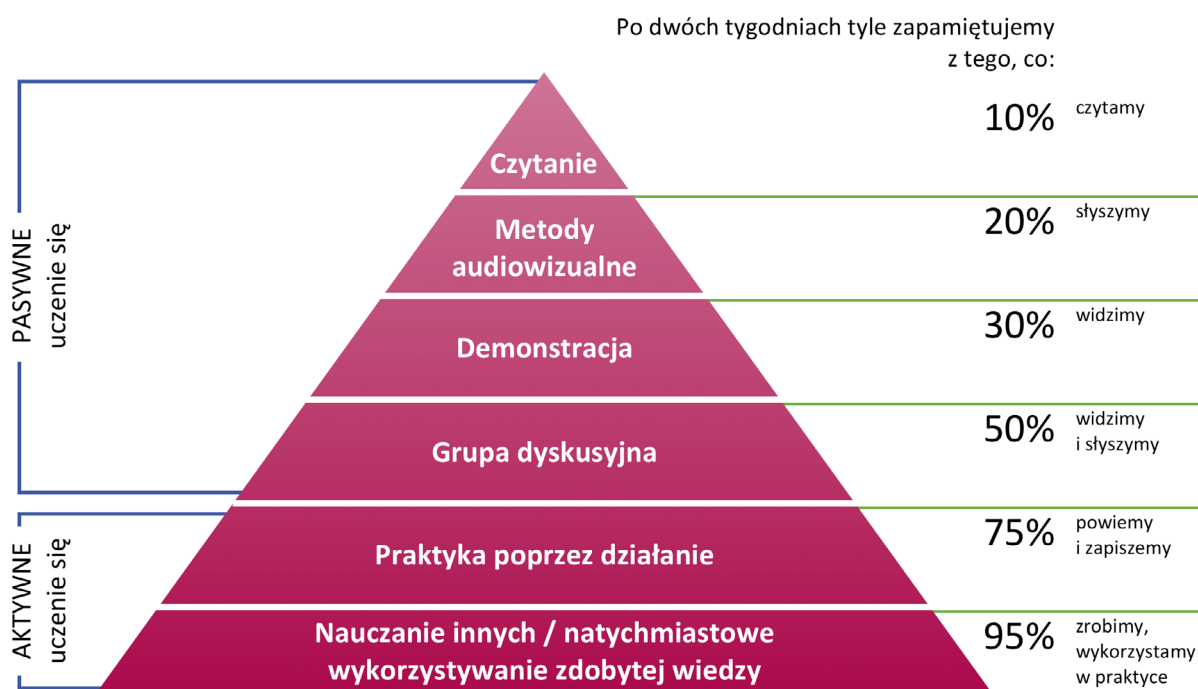 Po dwóch tygodniach tyle zapamiętujemy
z tego, co:
10% czytamy
Czytanie
20% słyszymy
Metody
audiowizualne
30% widzimy
Demonstracja
50% widzimy
i słyszymy
Grupa dyskusyjna
75% powiemy
i zapiszemy
Praktyka poprzez działanie
95% zrobimy,
wykorzystamy
w praktyce
Nauczanie innych / natychmiastowe
wykorzystywanie zdobytej wiedzy
PASYWNE
uczenie się
AKTYWNE
uczenie się